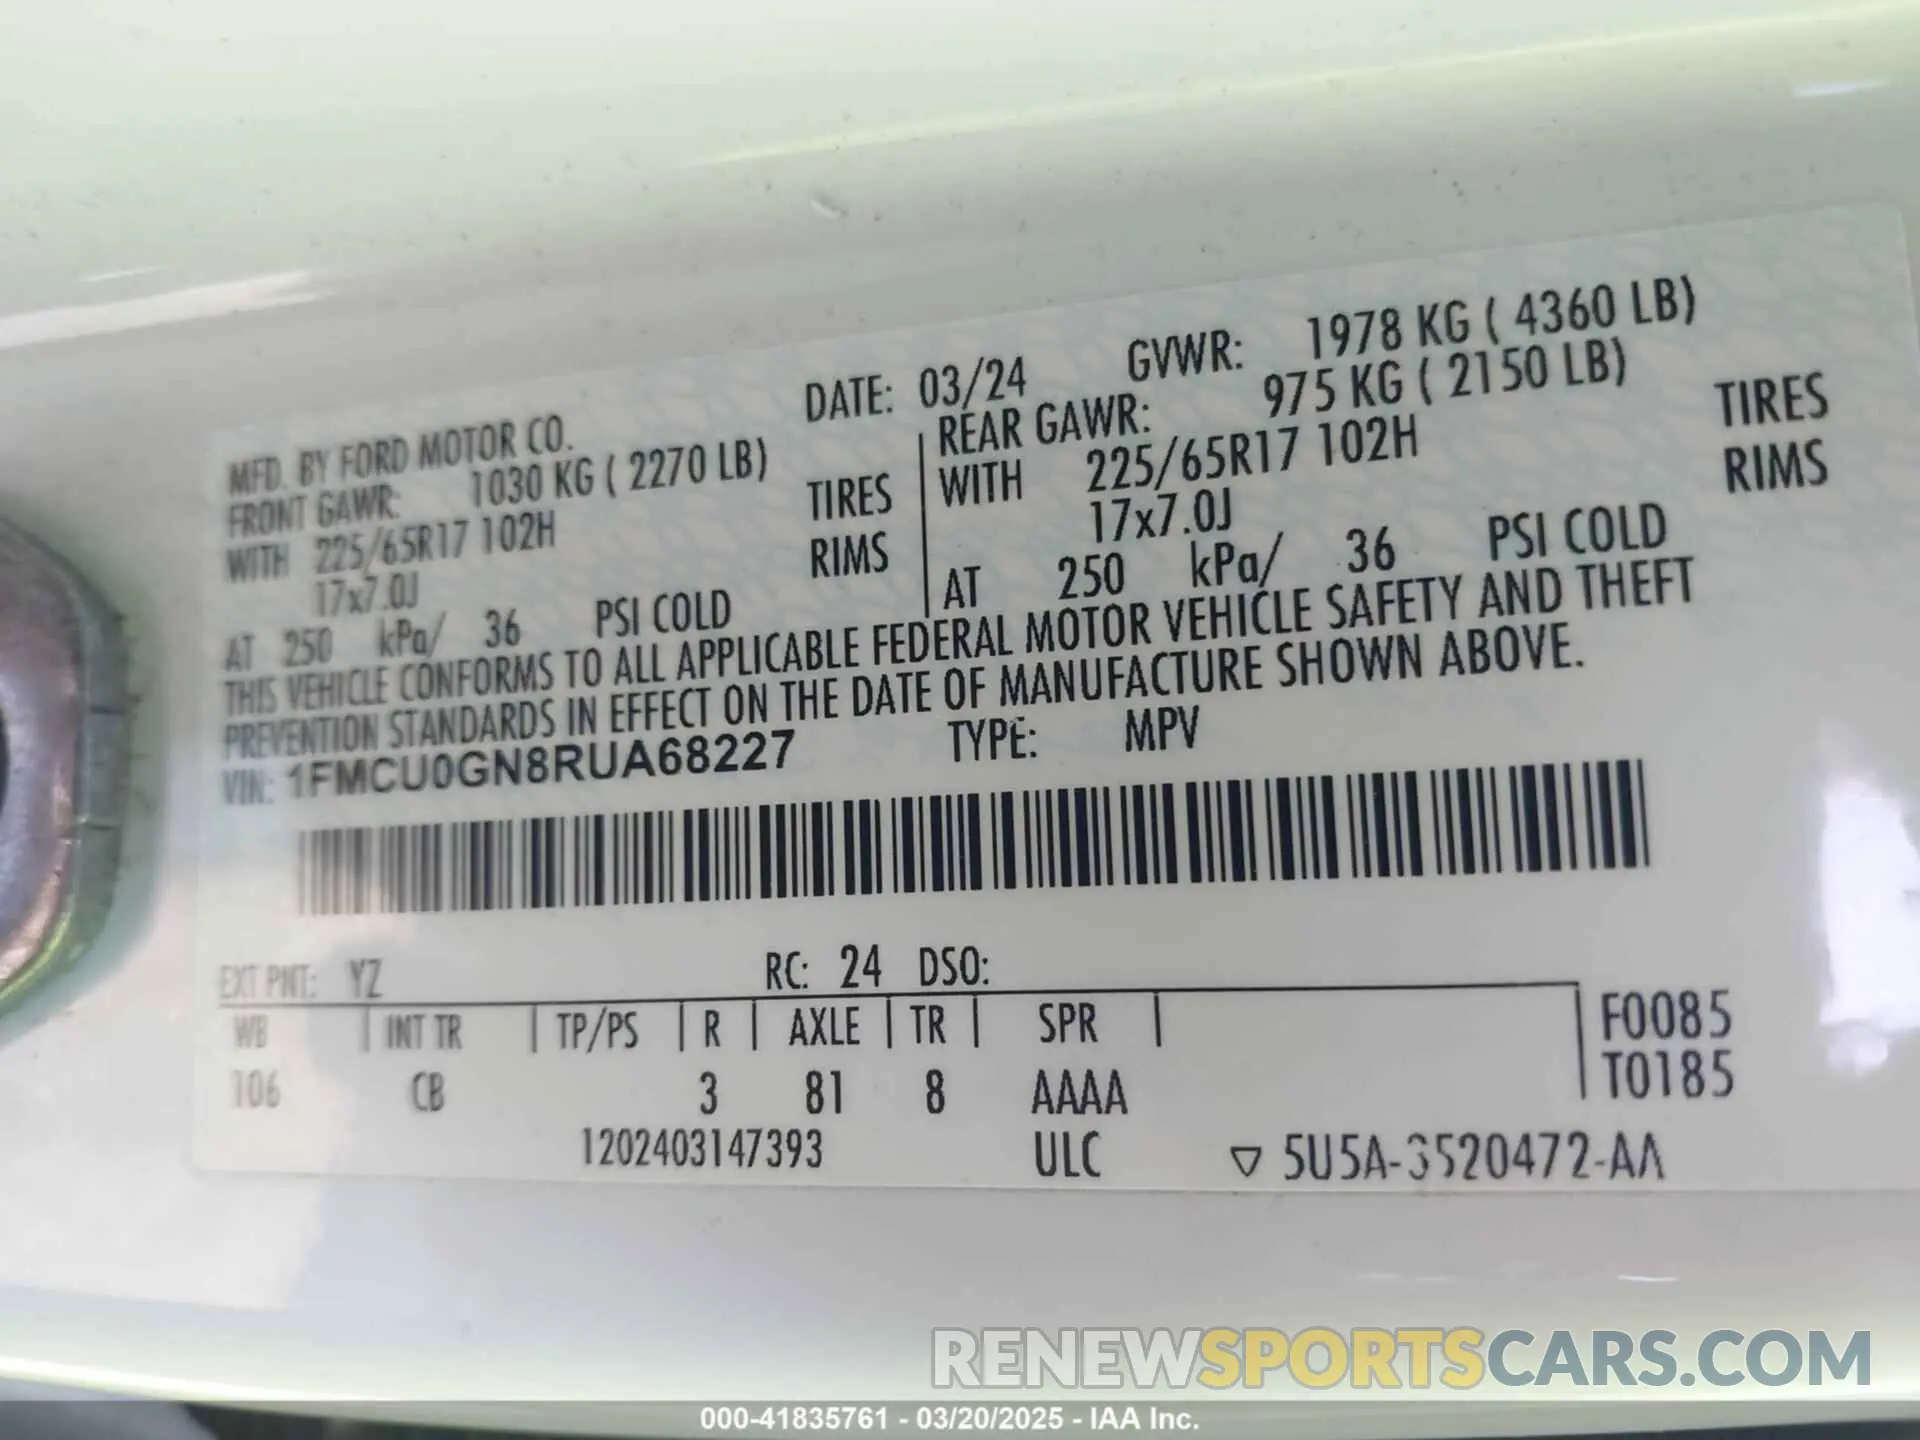 MFD. BY FORD MOTOR CO. DATE: 03/24 GVWR: 1978 KG ( 4360 LB)
FRONT GAWR: 1030 KG ( 2270 LB) REAR GAWR: 975 KG ( 2150 LB)
WITH 225/65R17 102H TIRES WITH 225/65R17 102H TIRES
17x7.0J RIMS 17x7.0J RIMS
AT 250 kPa/ 36 PSI COLD AT 250 kPa/ 36 PSI COLD
THIS VEHICLE CONFORMS TO ALL APPLICABLE FEDERAL MOTOR VEHICLE SAFETY AND THEFT
PREVENTION STANDARDS IN EFFECT ON THE DATE OF MANUFACTURE SHOWN ABOVE.
VIN: 1FMCU0GN8RUA68227 TYPE: MPV
EXT PNT: YZ RC: 24 DSO:
WB | INT TR | TP/PS | R | AXLE | TR | SPR | F0085
106 CB 3 81 8 AAAA T0185
1202403147393 ULC ▽ 5U5A-3520472-AA
RENEWSPORTSCARS.COM
000-41835761 - 03/20/2025 - IAA Inc.